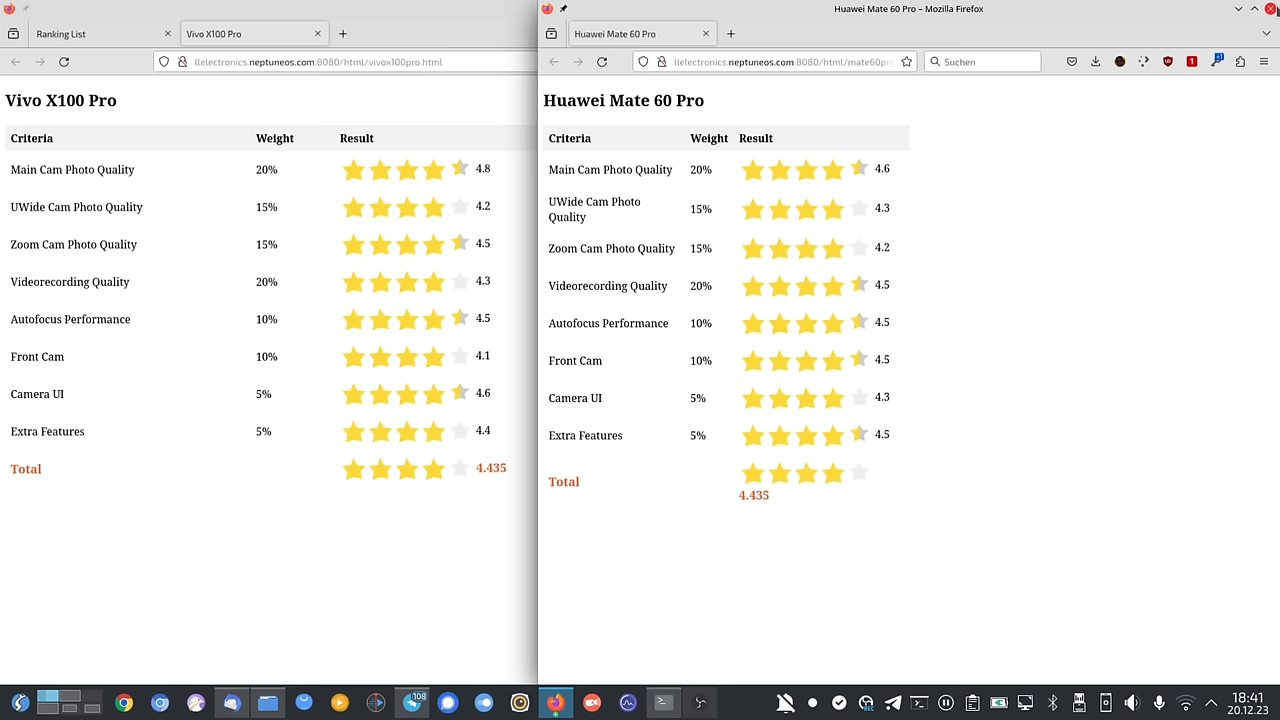 Huawei Mate 60 Pro – Mozilla Firefox
Ranking List
Vivo X100 Pro
llelectronics.neptuneos.com:8080/html/vivox100pro.html
Vivo X100 Pro
Criteria Weight Result
Main Cam Photo Quality 20% 4.8
UWide Cam Photo Quality 15% 4.2
Zoom Cam Photo Quality 15% 4.5
Videorecording Quality 20% 4.3
Autofocus Performance 10% 4.5
Front Cam 10% 4.1
Camera UI 5% 4.6
Extra Features 5% 4.4
Total 4.435
Huawei Mate 60 Pro
llelectronics.neptuneos.com:8080/html/mate60pr
Suchen
1
Huawei Mate 60 Pro
Criteria Weight Result
Main Cam Photo Quality 20% 4.6
UWide Cam Photo
Quality 15% 4.3
Zoom Cam Photo Quality 15% 4.2
Videorecording Quality 20% 4.5
Autofocus Performance 10% 4.5
Front Cam 10% 4.5
Camera UI 5% 4.3
Extra Features 5% 4.5
Total
4.435
108
18:41
20.12.23